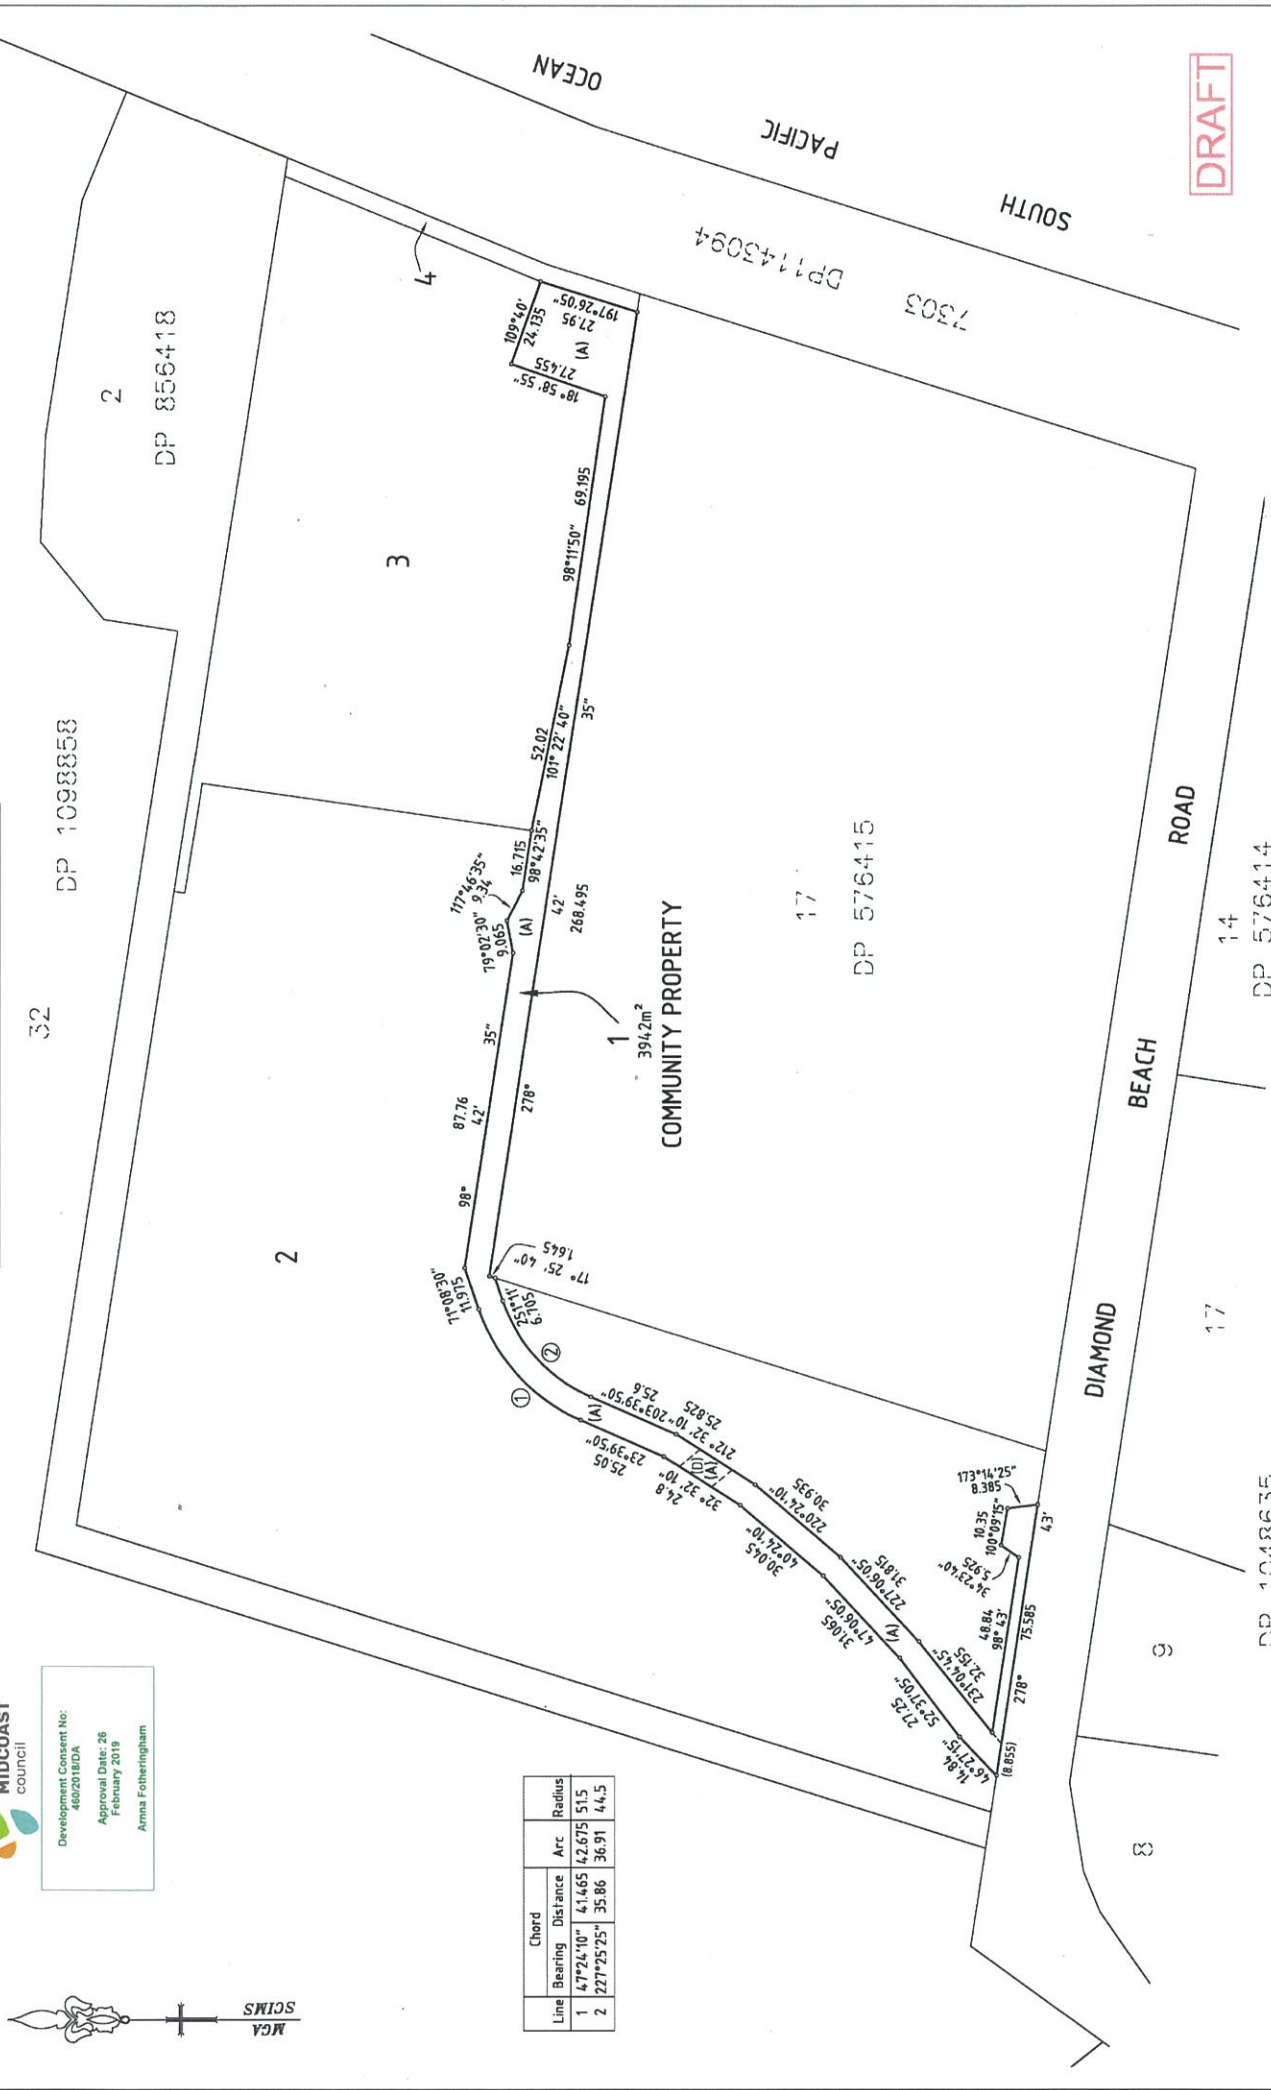 MIDCOAST
council
Development Consent No:
460/2018/DA
Approval Date: 26
February 2019
Amna Fotheringham
MGA
SCIMS
32
DP 1098858
2
DP 856418
4
3
2
OCEAN
PACIFIC
SOUTH
7303
DP1143094
DRAFT
109°40'
24.135
197°26'05"
27.95
(A)
27.455
18° 58' 55"
69.195
98°11'50"
52.02
101° 22' 40"
35"
16.715
98°42'35"
117°46'35"
9.34
79°02'30"
9.065
(A)
42'
268.495
35"
87.76
42'
98°
278°
1
3942m²
COMMUNITY PROPERTY
17
DP 576415
71°08'30"
11.975
17° 25' 40"
1.645
251°11'
6.705
1
2
(A)
203°39'50"
25.6
23°39'50"
25.05
212° 32' 10"
25.825
(D)
(A)
32° 32' 10"
24.8
220°24'10"
30.935
40°24'10"
30.045
227°06'05"
31.815
47°06'05"
31.065
(A)
231°04'45"
32.155
52°37'05"
27.25
46°27'15"
14.84
(8.855)
98° 43'
48.84
278°
75.585
43'
34°23'40"
5.925
100°09'15"
10.35
173°14'25"
8.385
DIAMOND
BEACH
ROAD
14
DP 576414
17
9
8
DP 1048635
Chord
Line Bearing Distance Arc Radius
1 47°24'10" 41.465 42.675 51.5
2 227°25'25" 35.86 36.91 44.5